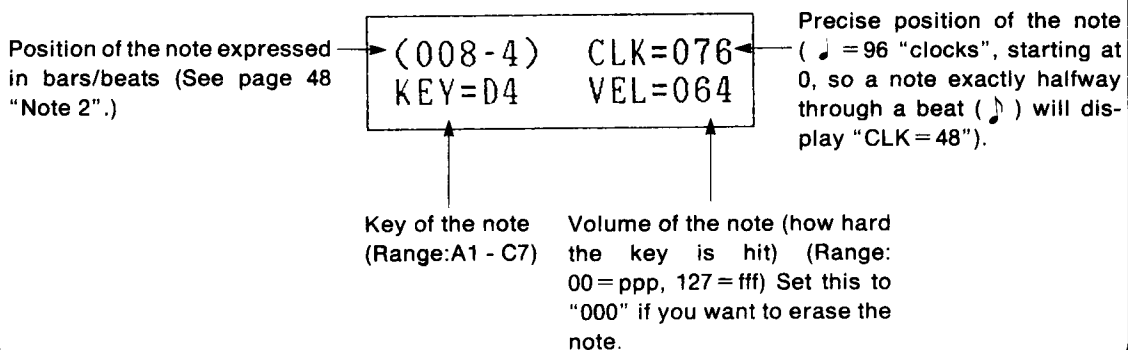 Position of the note expressed
in bars/beats (See page 48
"Note 2".)
(008-4) CLK=076
KEY=D4 VEL=064
Precise position of the note
( ♩ =96 "clocks", starting at
0, so a note exactly halfway
through a beat ( ♪ ) will dis-
play "CLK=48").
Key of the note
(Range:A1 - C7)
Volume of the note (how hard
the key is hit) (Range:
00=ppp, 127=fff) Set this to
"000" if you want to erase the
note.